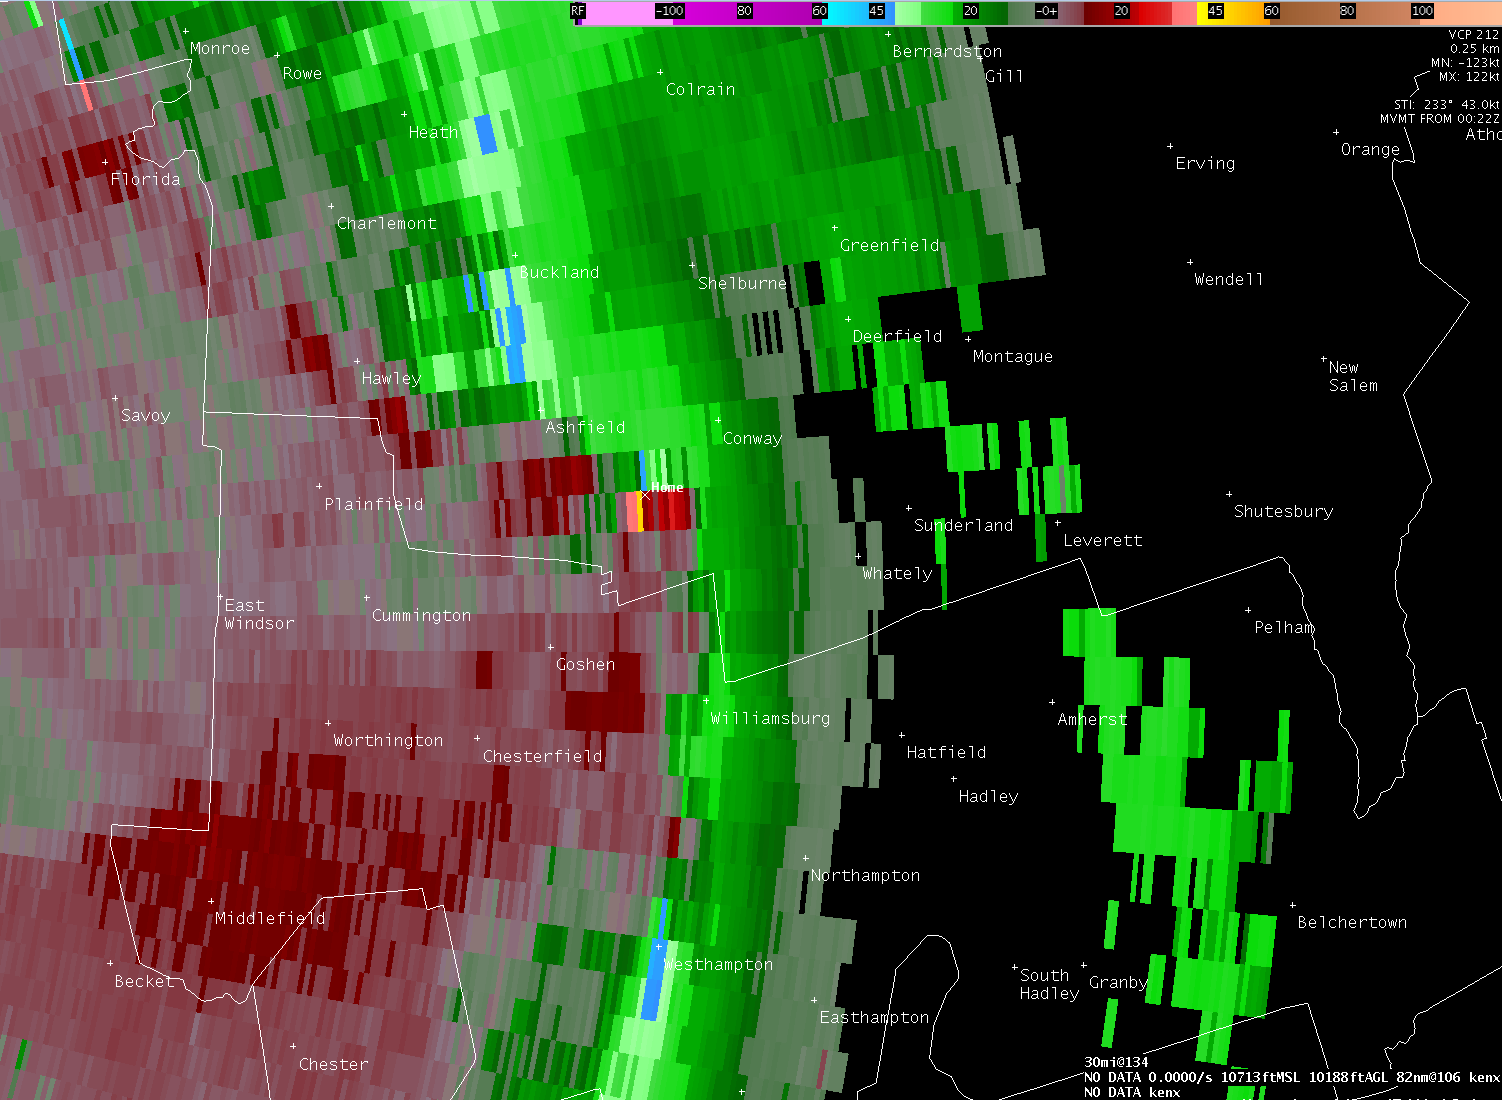 RF -100 80 60 45 20 -0+ 20 45 60 80 100
VCP 212
0.25 km
MN: -123kt
MX: 122kt
STI: 233° 43.0kt
MVMT FROM 00:22Z
Monroe
Rowe
Bernardston
Gill
Colrain
Heath
Atho
Orange
Erving
Florida
Charlemont
Greenfield
Buckland
Shelburne
Wendell
Deerfield
Montague
Hawley
New
Salem
Savoy
Ashfield
Conway
Home
Plainfield
Sunderland
Shutesbury
Leverett
Whately
East
Windsor
Cummington
Pelham
Goshen
Williamsburg
Amherst
Worthington
Chesterfield
Hatfield
Hadley
Northampton
Middlefield
Belchertown
Westhampton
Becket
South
Hadley
Granby
Easthampton
Chester
30mi@134
NO DATA 0.0000/s 10713ftMSL 10188ftAGL 82nm@106 kenx
NO DATA kenx